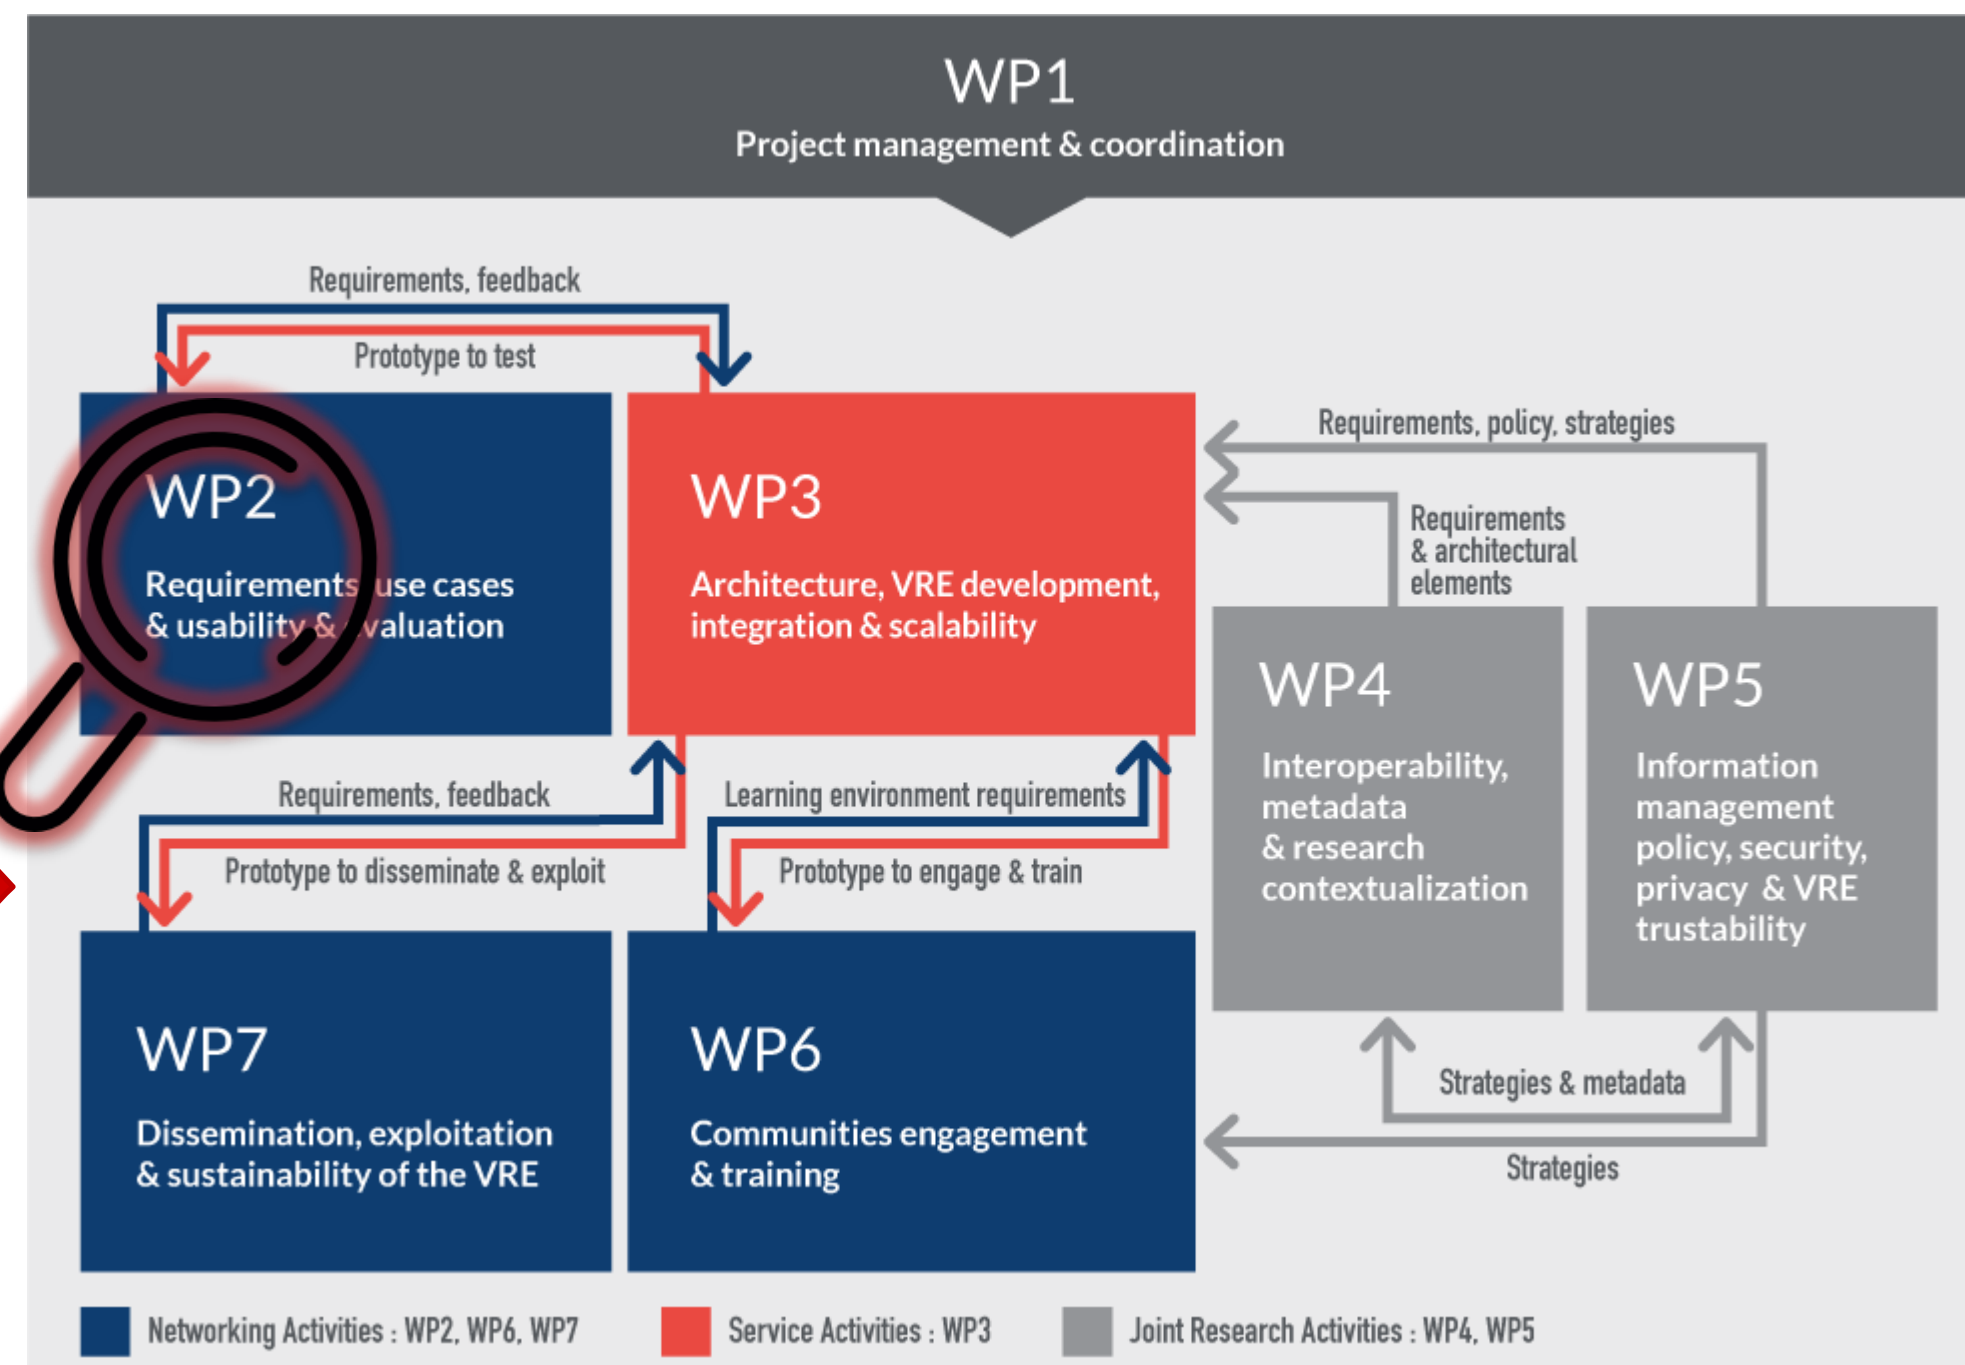 WP1
Project management & coordination
Requirements, feedback
Prototype to test
WP2
Requirements, use cases
& usability & evaluation
WP3
Architecture, VRE development,
integration & scalability
Requirements, policy, strategies
Requirements
& architectural
elements
WP4
Interoperability,
metadata
& research
contextualization
WP5
Information
management
policy, security,
privacy & VRE
trustability
Requirements, feedback
Prototype to disseminate & exploit
Learning environment requirements
Prototype to engage & train
WP7
Dissemination, exploitation
& sustainability of the VRE
WP6
Communities engagement
& training
Strategies & metadata
Strategies
Networking Activities : WP2, WP6, WP7
Service Activities : WP3
Joint Research Activities : WP4, WP5